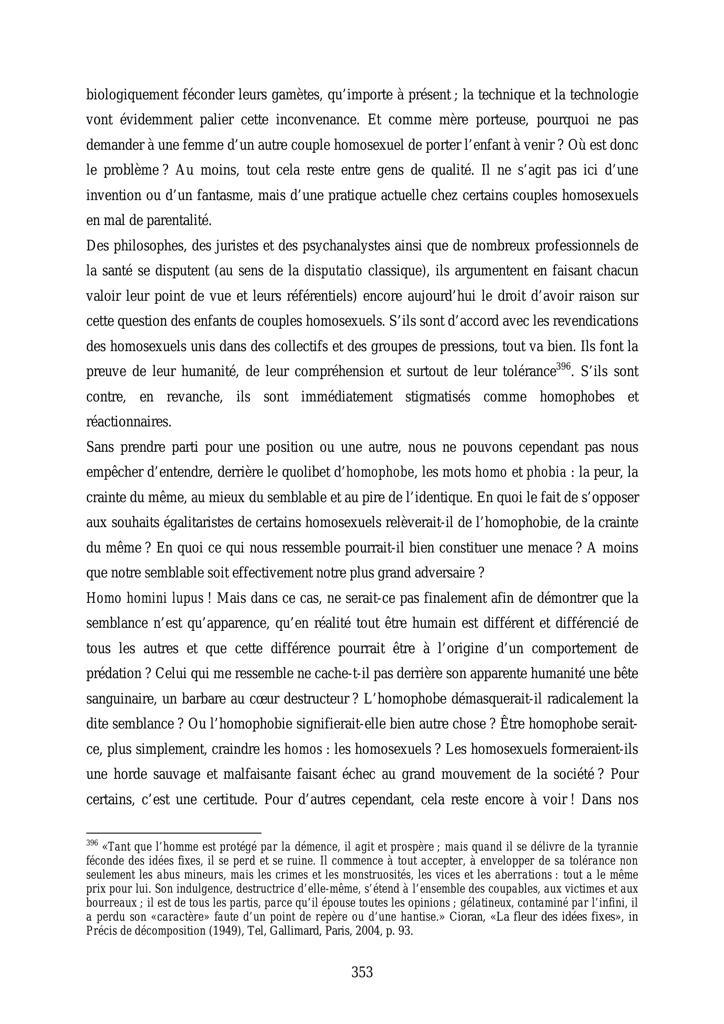 biologiquement féconder leurs gamètes, qu’importe à présent ; la technique et la technologie
vont évidemment palier cette inconvenance. Et comme mère porteuse, pourquoi ne pas
demander à une femme d’un autre couple homosexuel de porter l’enfant à venir ? Où est donc
le problème ? Au moins, tout cela reste entre gens de qualité. Il ne s’agit pas ici d’une
invention ou d’un fantasme, mais d’une pratique actuelle chez certains couples homosexuels
en mal de parentalité.
Des philosophes, des juristes et des psychanalystes ainsi que de nombreux professionnels de
la santé se disputent (au sens de la disputatio classique), ils argumentent en faisant chacun
valoir leur point de vue et leurs référentiels) encore aujourd’hui le droit d’avoir raison sur
cette question des enfants de couples homosexuels. S’ils sont d’accord avec les revendications
des homosexuels unis dans des collectifs et des groupes de pressions, tout va bien. Ils font la
preuve de leur humanité, de leur compréhension et surtout de leur tolérance396. S’ils sont
contre, en revanche, ils sont immédiatement stigmatisés comme homophobes et
réactionnaires.
Sans prendre parti pour une position ou une autre, nous ne pouvons cependant pas nous
empêcher d’entendre, derrière le quolibet d’homophobe, les mots homo et phobia : la peur, la
crainte du même, au mieux du semblable et au pire de l’identique. En quoi le fait de s’opposer
aux souhaits égalitaristes de certains homosexuels relèverait-il de l’homophobie, de la crainte
du même ? En quoi ce qui nous ressemble pourrait-il bien constituer une menace ? A moins
que notre semblable soit effectivement notre plus grand adversaire ?
Homo homini lupus ! Mais dans ce cas, ne serait-ce pas finalement afin de démontrer que la
semblance n’est qu’apparence, qu’en réalité tout être humain est différent et différencié de
tous les autres et que cette différence pourrait être à l’origine d’un comportement de
prédation ? Celui qui me ressemble ne cache-t-il pas derrière son apparente humanité une bête
sanguinaire, un barbare au cœur destructeur ? L’homophobe démasquerait-il radicalement la
dite semblance ? Ou l’homophobie signifierait-elle bien autre chose ? Être homophobe serait-
ce, plus simplement, craindre les homos : les homosexuels ? Les homosexuels formeraient-ils
une horde sauvage et malfaisante faisant échec au grand mouvement de la société ? Pour
certains, c’est une certitude. Pour d’autres cependant, cela reste encore à voir ! Dans nos
396 «Tant que l’homme est protégé par la démence, il agit et prospère ; mais quand il se délivre de la tyrannie
féconde des idées fixes, il se perd et se ruine. Il commence à tout accepter, à envelopper de sa tolérance non
seulement les abus mineurs, mais les crimes et les monstruosités, les vices et les aberrations : tout a le même
prix pour lui. Son indulgence, destructrice d’elle-même, s’étend à l’ensemble des coupables, aux victimes et aux
bourreaux ; il est de tous les partis, parce qu’il épouse toutes les opinions ; gélatineux, contaminé par l’infini, il
a perdu son «caractère» faute d’un point de repère ou d’une hantise.» Cioran, «La fleur des idées fixes», in
Précis de décomposition (1949), Tel, Gallimard, Paris, 2004, p. 93.
353